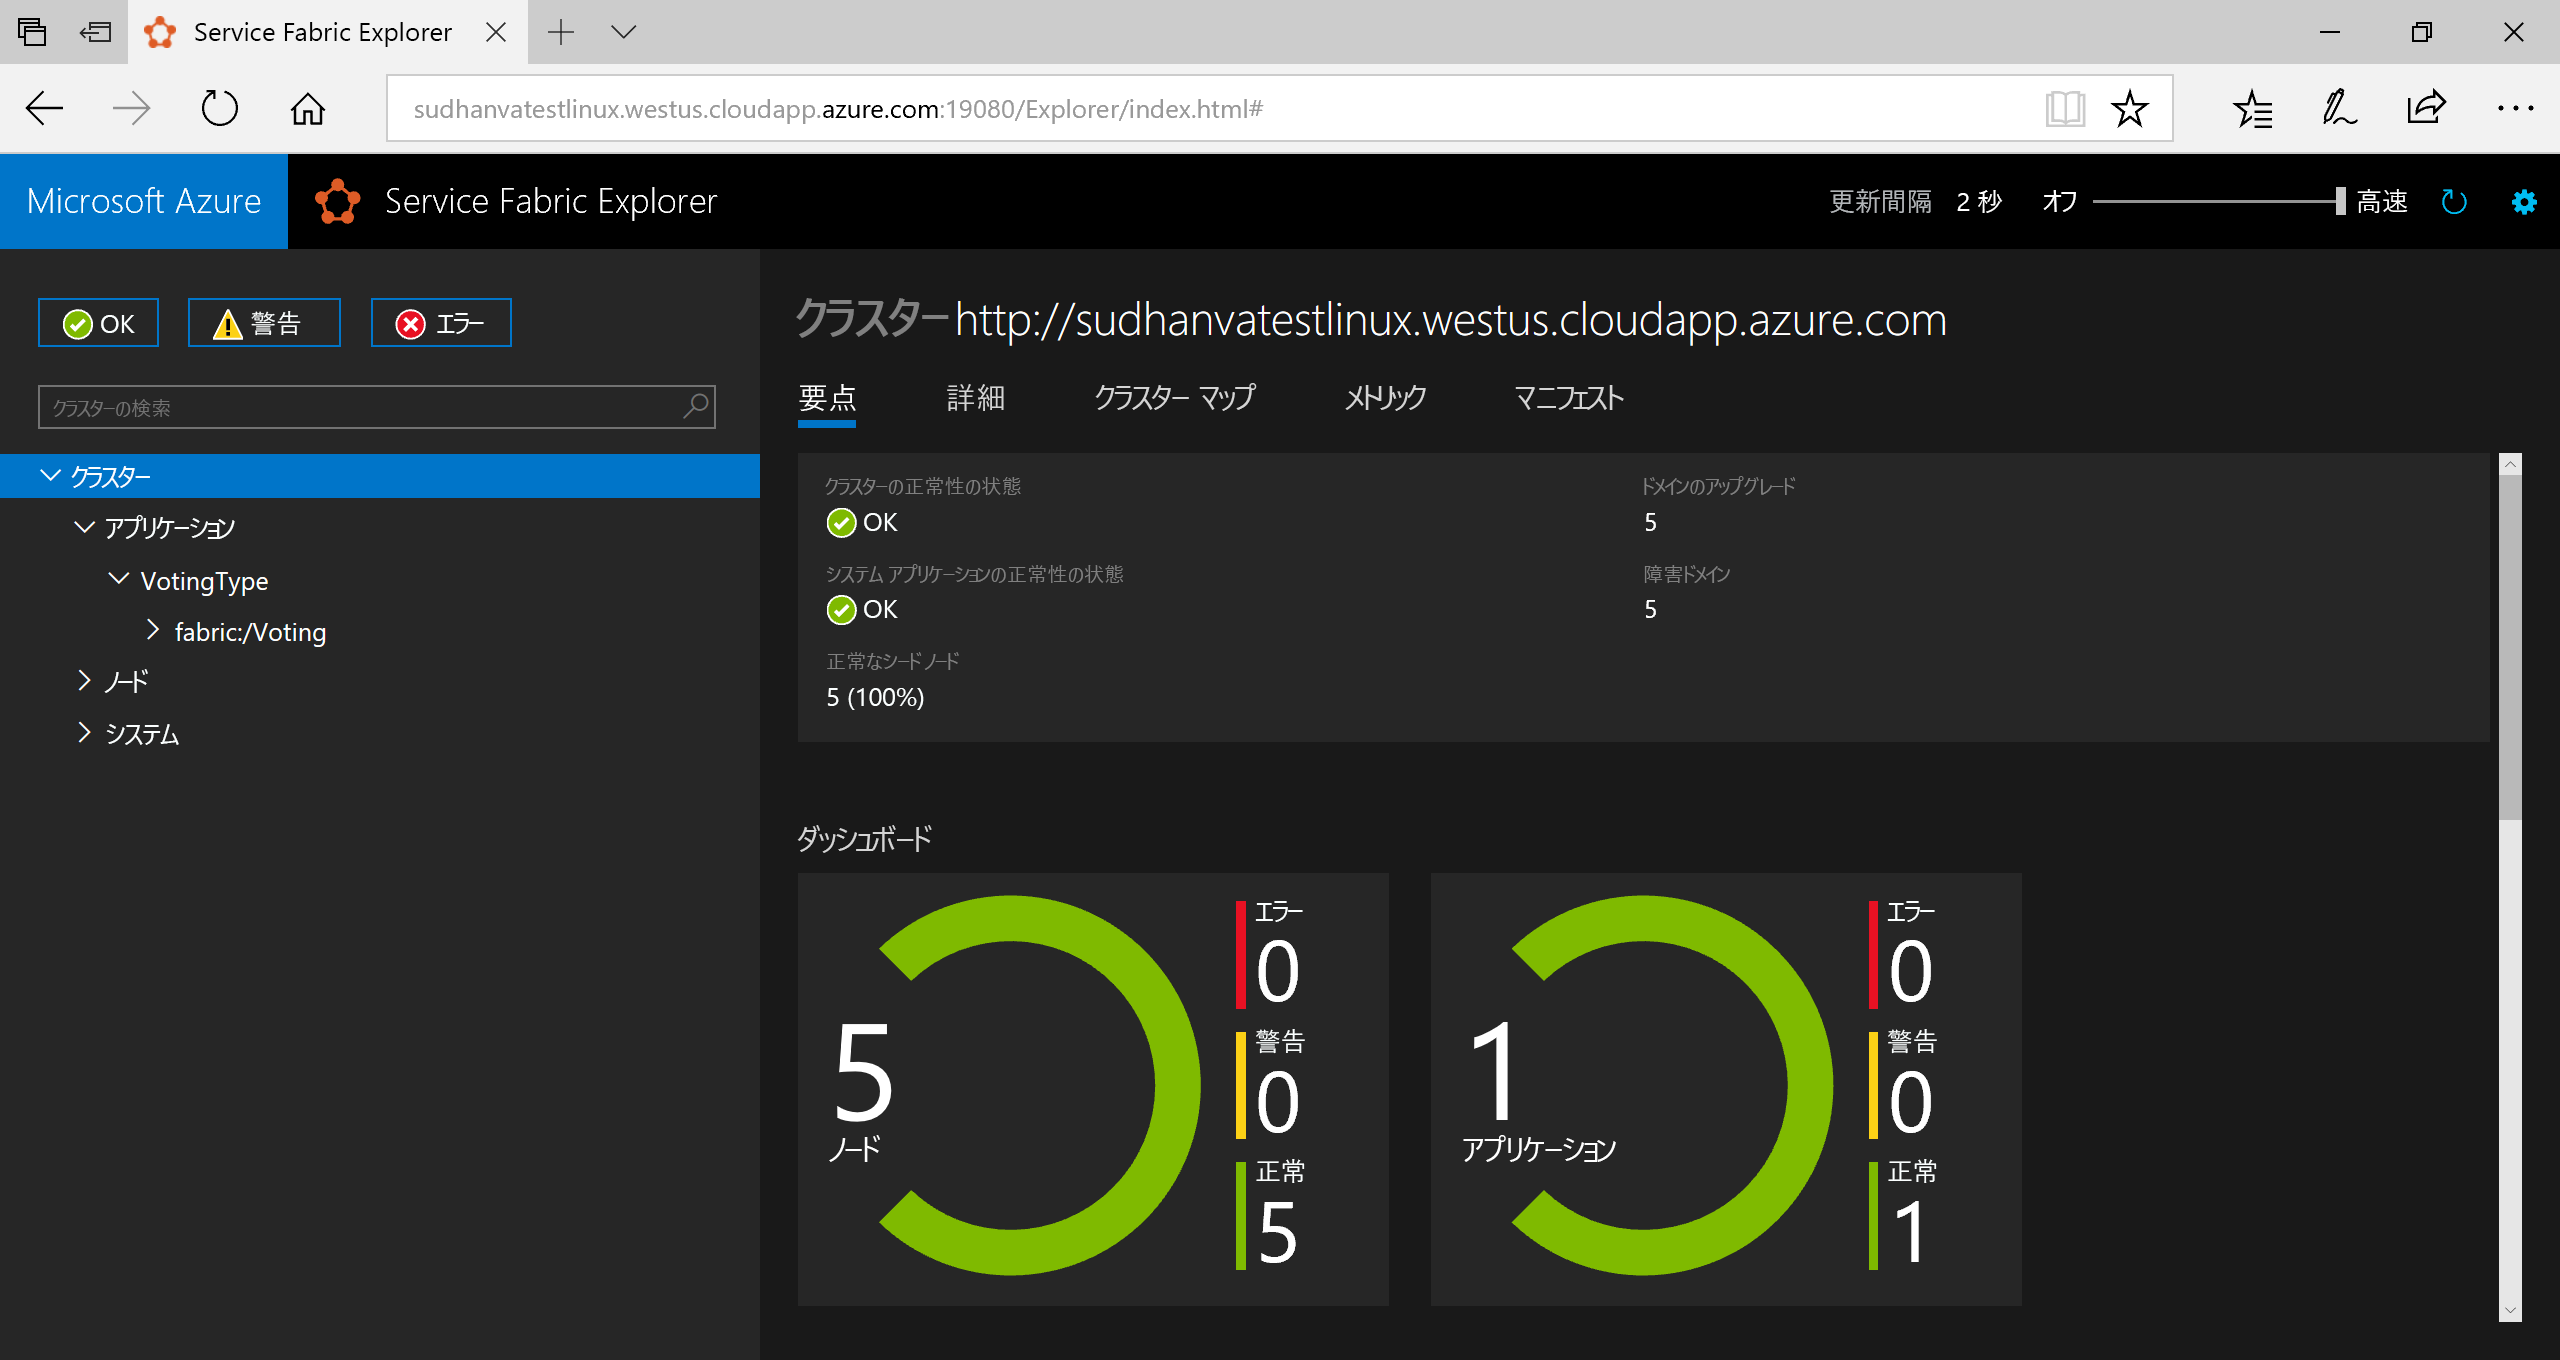 Service Fabric Explorer
sudhanvatestlinux.westus.cloudapp.azure.com:19080/Explorer/index.html#
Microsoft Azure
Service Fabric Explorer
更新間隔 2 秒 オフ 高速
OK 警告 エラー
クラスターの検索
クラスター
アプリケーション
VotingType
fabric:/Voting
ノード
システム
クラスター http://sudhanvatestlinux.westus.cloudapp.azure.com
要点 詳細 クラスター マップ メトリック マニフェスト
クラスターの正常性の状態
OK
ドメインのアップグレード
5
システム アプリケーションの正常性の状態
OK
障害ドメイン
5
正常なシード ノード
5 (100%)
ダッシュボード
5
ノード
エラー
0
警告
0
正常
5
1
アプリケーション
エラー
0
警告
0
正常
1